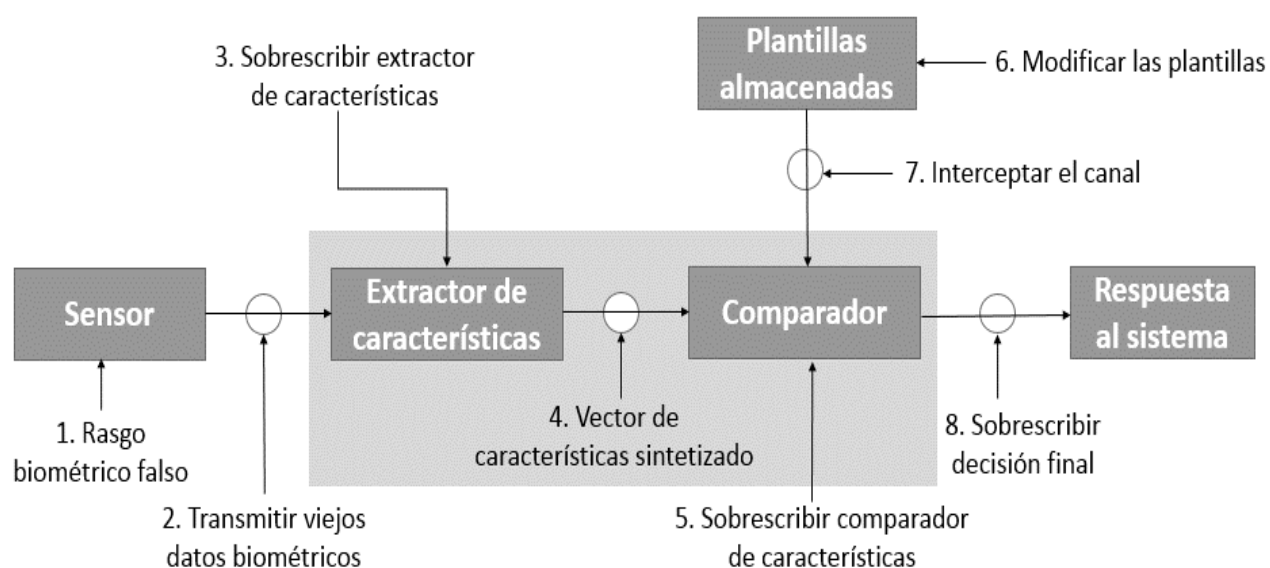 Plantillas
almacenadas
6. Modificar las plantillas
3. Sobrescribir extractor
de características
7. Interceptar el canal
Sensor
Extractor de
características
Comparador
Respuesta
al sistema
1. Rasgo
biométrico falso
2. Transmitir viejos
datos biométricos
4. Vector de
características sintetizado
5. Sobrescribir comparador
de características
8. Sobrescribir
decisión final